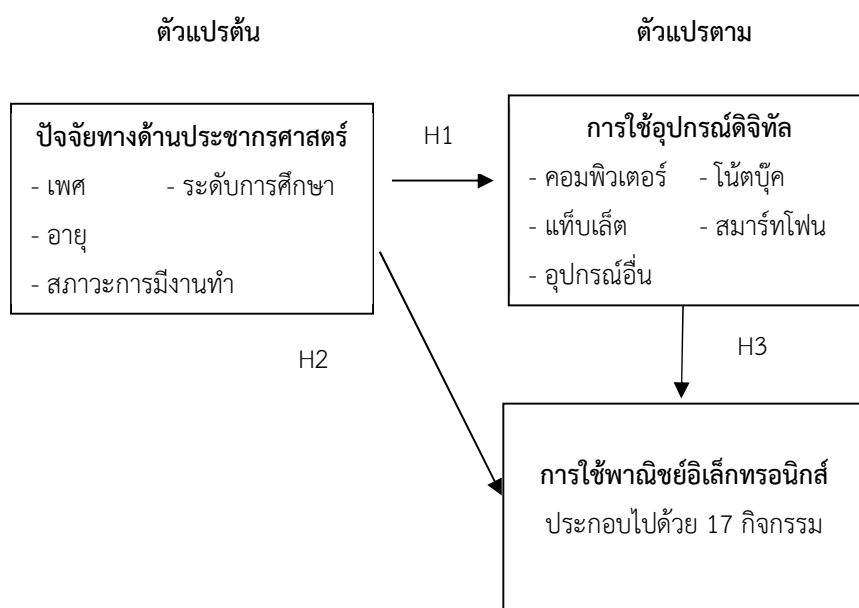 ตัวแปรต้น
ตัวแปรตาม
ปัจจัยทางด้านประชากรศาสตร์
- เพศ - ระดับการศึกษา
- อายุ
- สภาวะการมีงานทำ
H1
การใช้อุปกรณ์ดิจิทัล
- คอมพิวเตอร์ - โน้ตบุ๊ค
- แท็บเล็ต - สมาร์ทโฟน
- อุปกรณ์อื่น
H2
H3
การใช้พาณิชย์อิเล็กทรอนิกส์
ประกอบไปด้วย 17 กิจกรรม